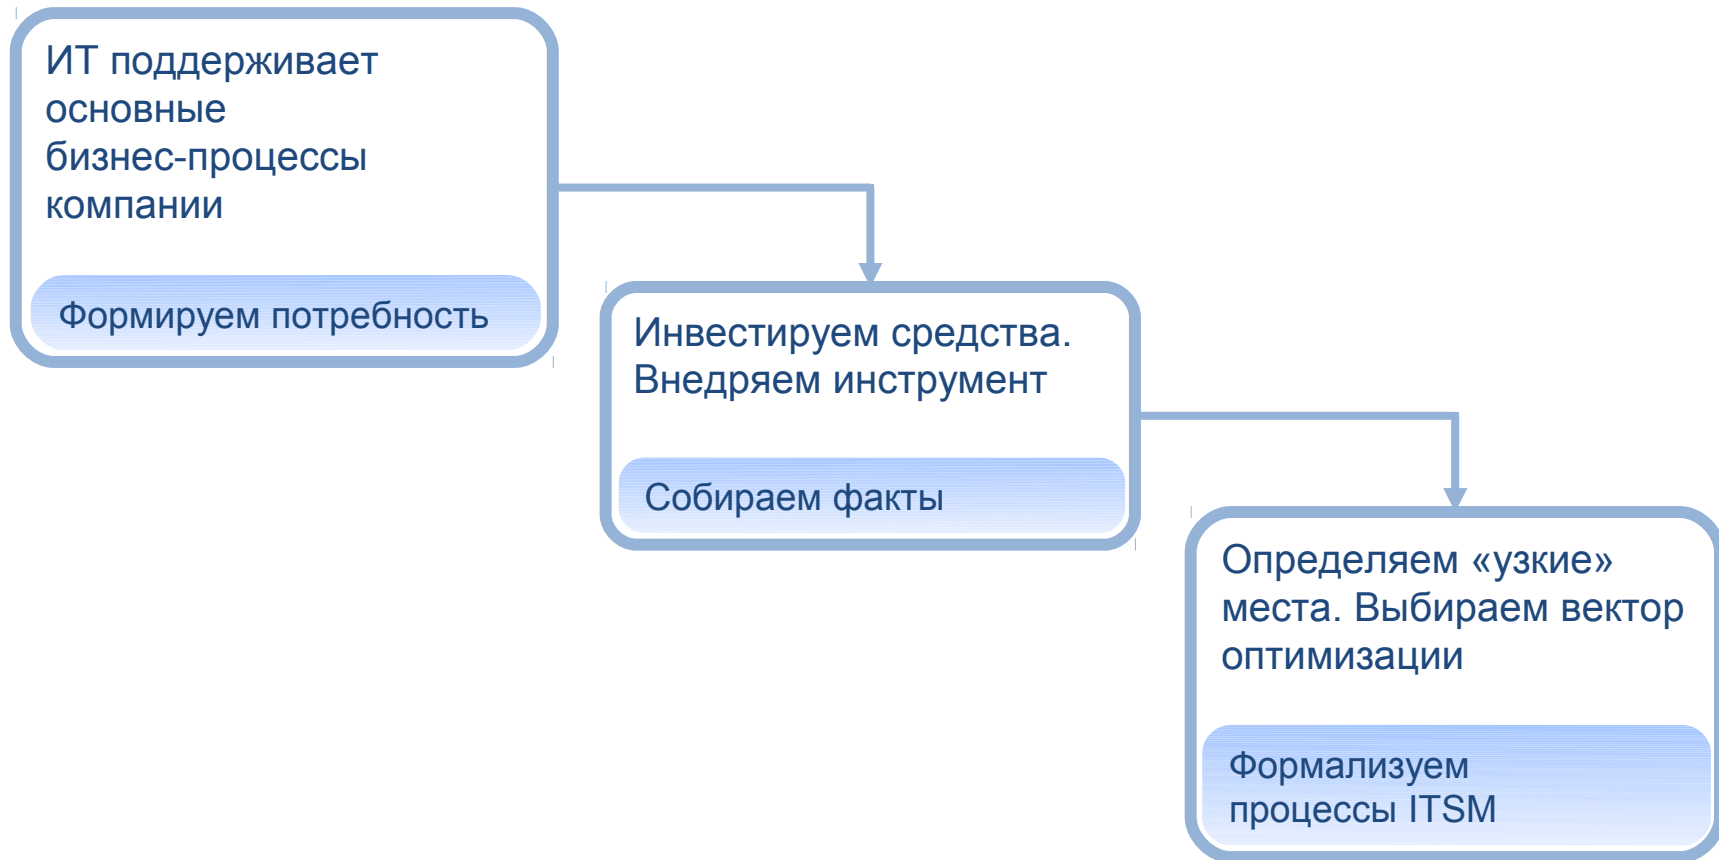 ИТ поддерживает
основные
бизнес-процессы
компании
Формируем потребность
Инвестируем средства.
Внедряем инструмент
Собираем факты
Определяем «узкие»
места. Выбираем вектор
оптимизации
Формализуем
процессы ITSM